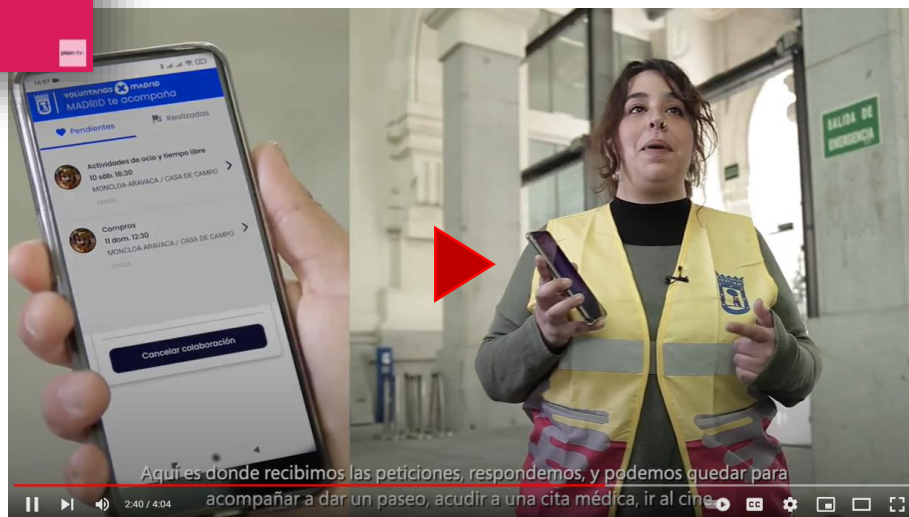 16:07
VOLUNTARIOS X MADRID
MADRID te acompaña
Pendientes
Realizadas
Actividades de ocio y tiempo libre
10 sáb. 16:30
MONCLOA-ARAVACA / CASA DE CAMPO
Compras
11 dom. 12:30
MONCLOA-ARAVACA / CASA DE CAMPO
Cancelar colaboración
SALIDA DE
EMERGENCIA
Aquí es donde recibimos las peticiones, respondemos, y podemos quedar para
acompañar a dar un paseo, acudir a una cita médica, ir al cine
2:40 / 4:04
CC